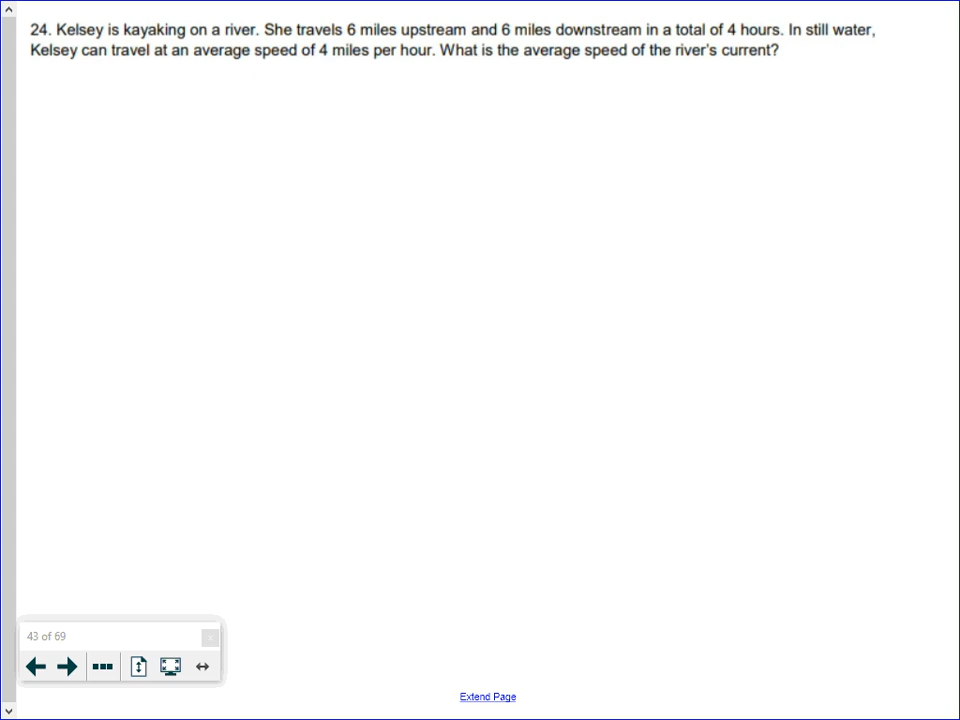 24. Kelsey is kayaking on a river. She travels 6 miles upstream and 6 miles downstream in a total of 4 hours. In still water,
Kelsey can travel at an average speed of 4 miles per hour. What is the average speed of the river's current?
43 of 69
Extend Page